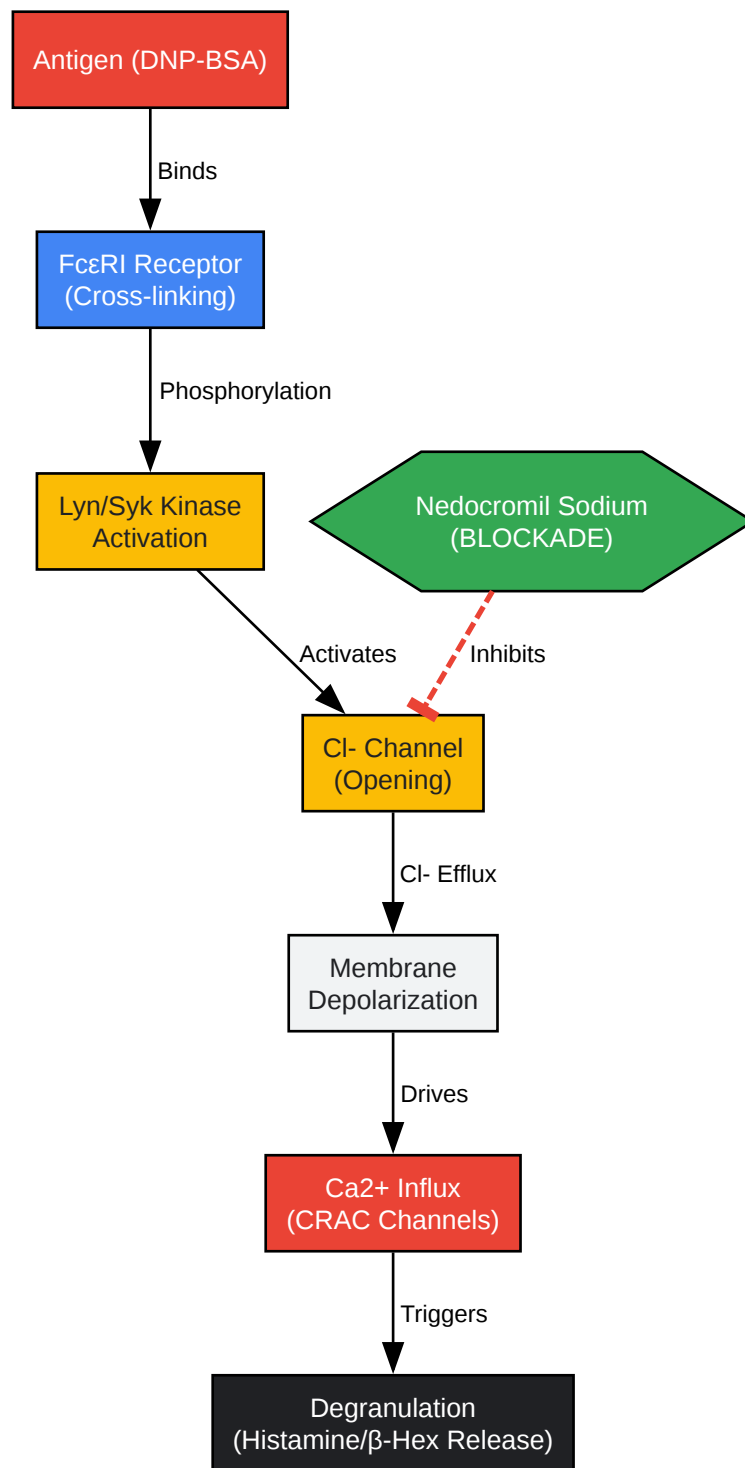 Antigen (DNP-BSA)
Binds
FcεRI Receptor
(Cross-linking)
Phosphorylation
Lyn/Syk Kinase
Activation
Nedocromil Sodium
(BLOCKADE)
Activates
Inhibits
Cl- Channel
(Opening)
Cl- Efflux
Membrane
Depolarization
Drives
Ca2+ Influx
(CRAC Channels)
Triggers
Degranulation
(Histamine/β-Hex Release)